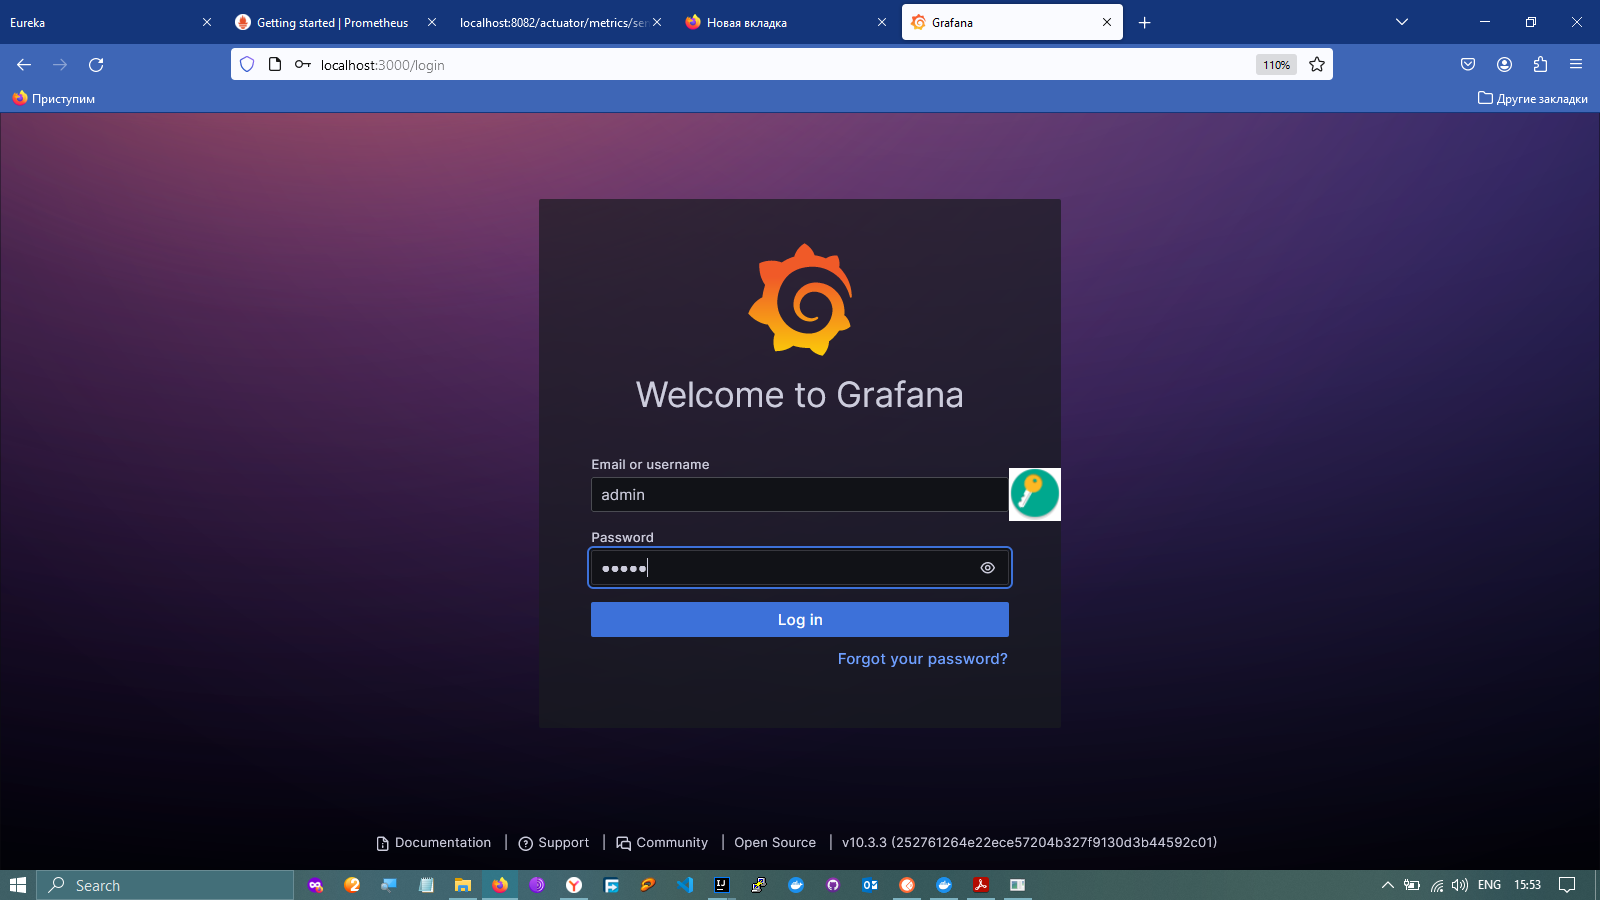 Eureka
Getting started | Prometheus
localhost:8082/actuator/metrics/ser
Новая вкладка
Grafana
localhost:3000/login
110%
Приступим
Другие закладки
Welcome to Grafana
Email or username
admin
Password
Log in
Forgot your password?
Documentation | Support | Community | Open Source | v10.3.3 (252761264e22ece57204b327f9130d3b44592c01)
Search
ENG
15:53